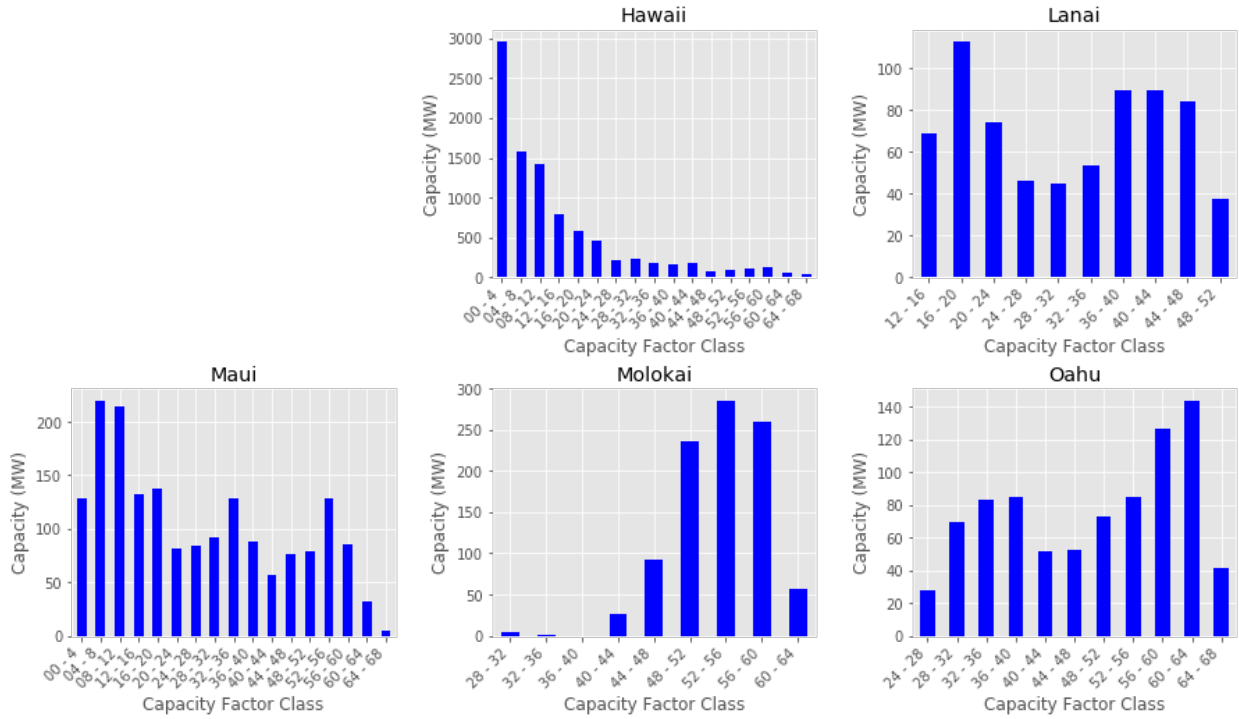 Hawaii
Capacity (MW)
3000
2500
2000
1500
1000
500
0
00 - 4
04 - 8
08 - 12
12 - 16
16 - 20
20 - 24
24 - 28
28 - 32
32 - 36
36 - 40
40 - 44
44 - 48
48 - 52
52 - 56
56 - 60
60 - 64
64 - 68
Capacity Factor Class
Lanai
Capacity (MW)
100
80
60
40
20
0
12 - 16
16 - 20
20 - 24
24 - 28
28 - 32
32 - 36
36 - 40
40 - 44
44 - 48
48 - 52
Capacity Factor Class
Maui
Capacity (MW)
200
150
100
50
0
00 - 4
04 - 8
08 - 12
12 - 16
16 - 20
20 - 24
24 - 28
28 - 32
32 - 36
36 - 40
40 - 44
44 - 48
48 - 52
52 - 56
56 - 60
60 - 64
64 - 68
Capacity Factor Class
Molokai
Capacity (MW)
300
250
200
150
100
50
0
28 - 32
32 - 36
36 - 40
40 - 44
44 - 48
48 - 52
52 - 56
56 - 60
60 - 64
Capacity Factor Class
Oahu
Capacity (MW)
140
120
100
80
60
40
20
0
24 - 28
28 - 32
32 - 36
36 - 40
40 - 44
44 - 48
48 - 52
52 - 56
56 - 60
60 - 64
64 - 68
Capacity Factor Class